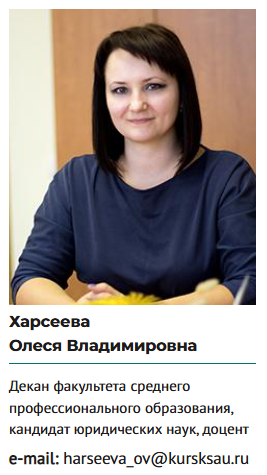 Харсеева
Олеся Владимировна
Декан факультета среднего
профессионального образования,
кандидат юридических наук, доцент
e-mail: harseeva_ov@kursksau.ru